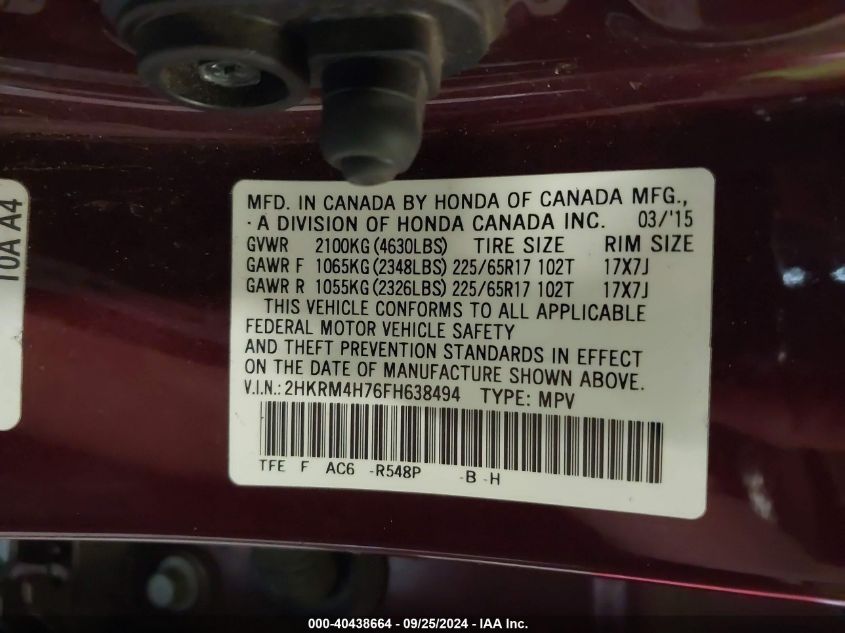 10A A4
MFD. IN CANADA BY HONDA OF CANADA MFG.,
- A DIVISION OF HONDA CANADA INC. 03/'15
GVWR 2100KG (4630LBS) TIRE SIZE RIM SIZE
GAWR F 1065KG (2348LBS) 225/65R17 102T 17X7J
GAWR R 1055KG (2326LBS) 225/65R17 102T 17X7J
THIS VEHICLE CONFORMS TO ALL APPLICABLE
FEDERAL MOTOR VEHICLE SAFETY
AND THEFT PREVENTION STANDARDS IN EFFECT
ON THE DATE OF MANUFACTURE SHOWN ABOVE.
V.I.N.: 2HKRM4H76FH638494 TYPE: MPV
TFE F AC6 -R548P -B -H
000-40438664 - 09/25/2024 - IAA Inc.